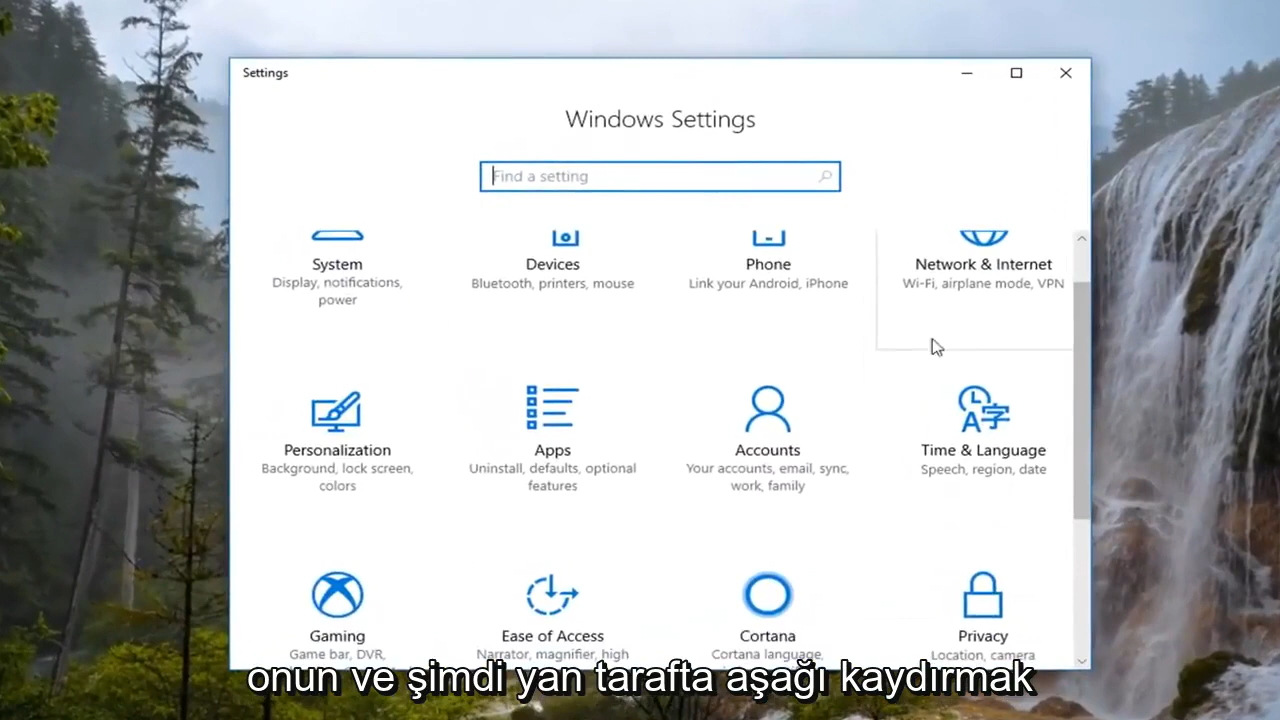 Settings
Windows Settings
Find a setting
System
Display, notifications,
power
Devices
Bluetooth, printers, mouse
Phone
Link your Android, iPhone
Network & Internet
Wi-Fi, airplane mode, VPN
Personalization
Background, lock screen,
colors
Apps
Uninstall, defaults, optional
features
Accounts
Your accounts, email, sync,
work, family
Time & Language
Speech, region, date
Gaming
Game bar, DVR,
Ease of Access
Narrator, magnifier, high
Cortana
Cortana language,
Privacy
Location, camera
onun ve şimdi yan tarafta aşağı kaydırmak